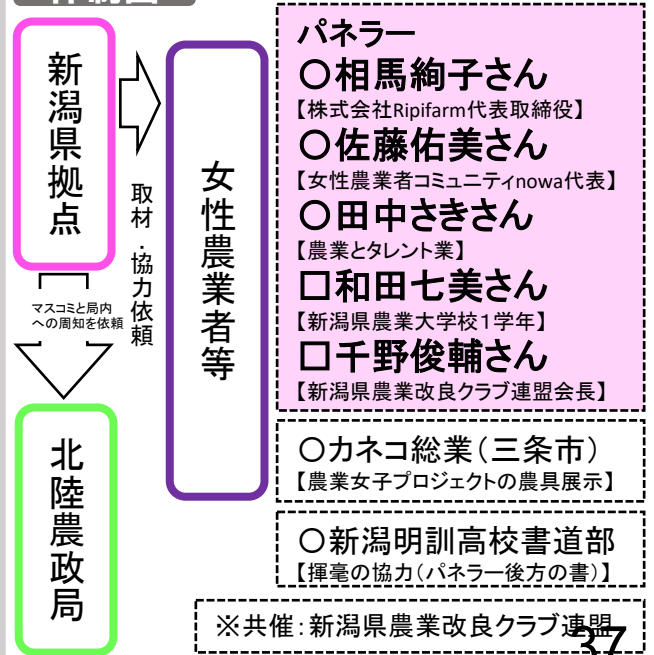 体制図
新潟県拠点
取材・協力依頼
マスコミと局内
への周知を依頼
北陸農政局
女性農業者等
パネラー
○相馬絢子さん
【株式会社Ripifarm代表取締役】
○佐藤佑美さん
【女性農業者コミュニティnowa代表】
○田中さきさん
【農業とタレント業】
□和田七美さん
【新潟県農業大学校1学年】
□千野俊輔さん
【新潟県農業改良クラブ連盟会長】
○カネコ総業(三条市)
【農業女子プロジェクトの農具展示】
○新潟明訓高校書道部
【揮毫の協力(パネラー後方の書)】
※共催:新潟県農業改良クラブ連盟
37